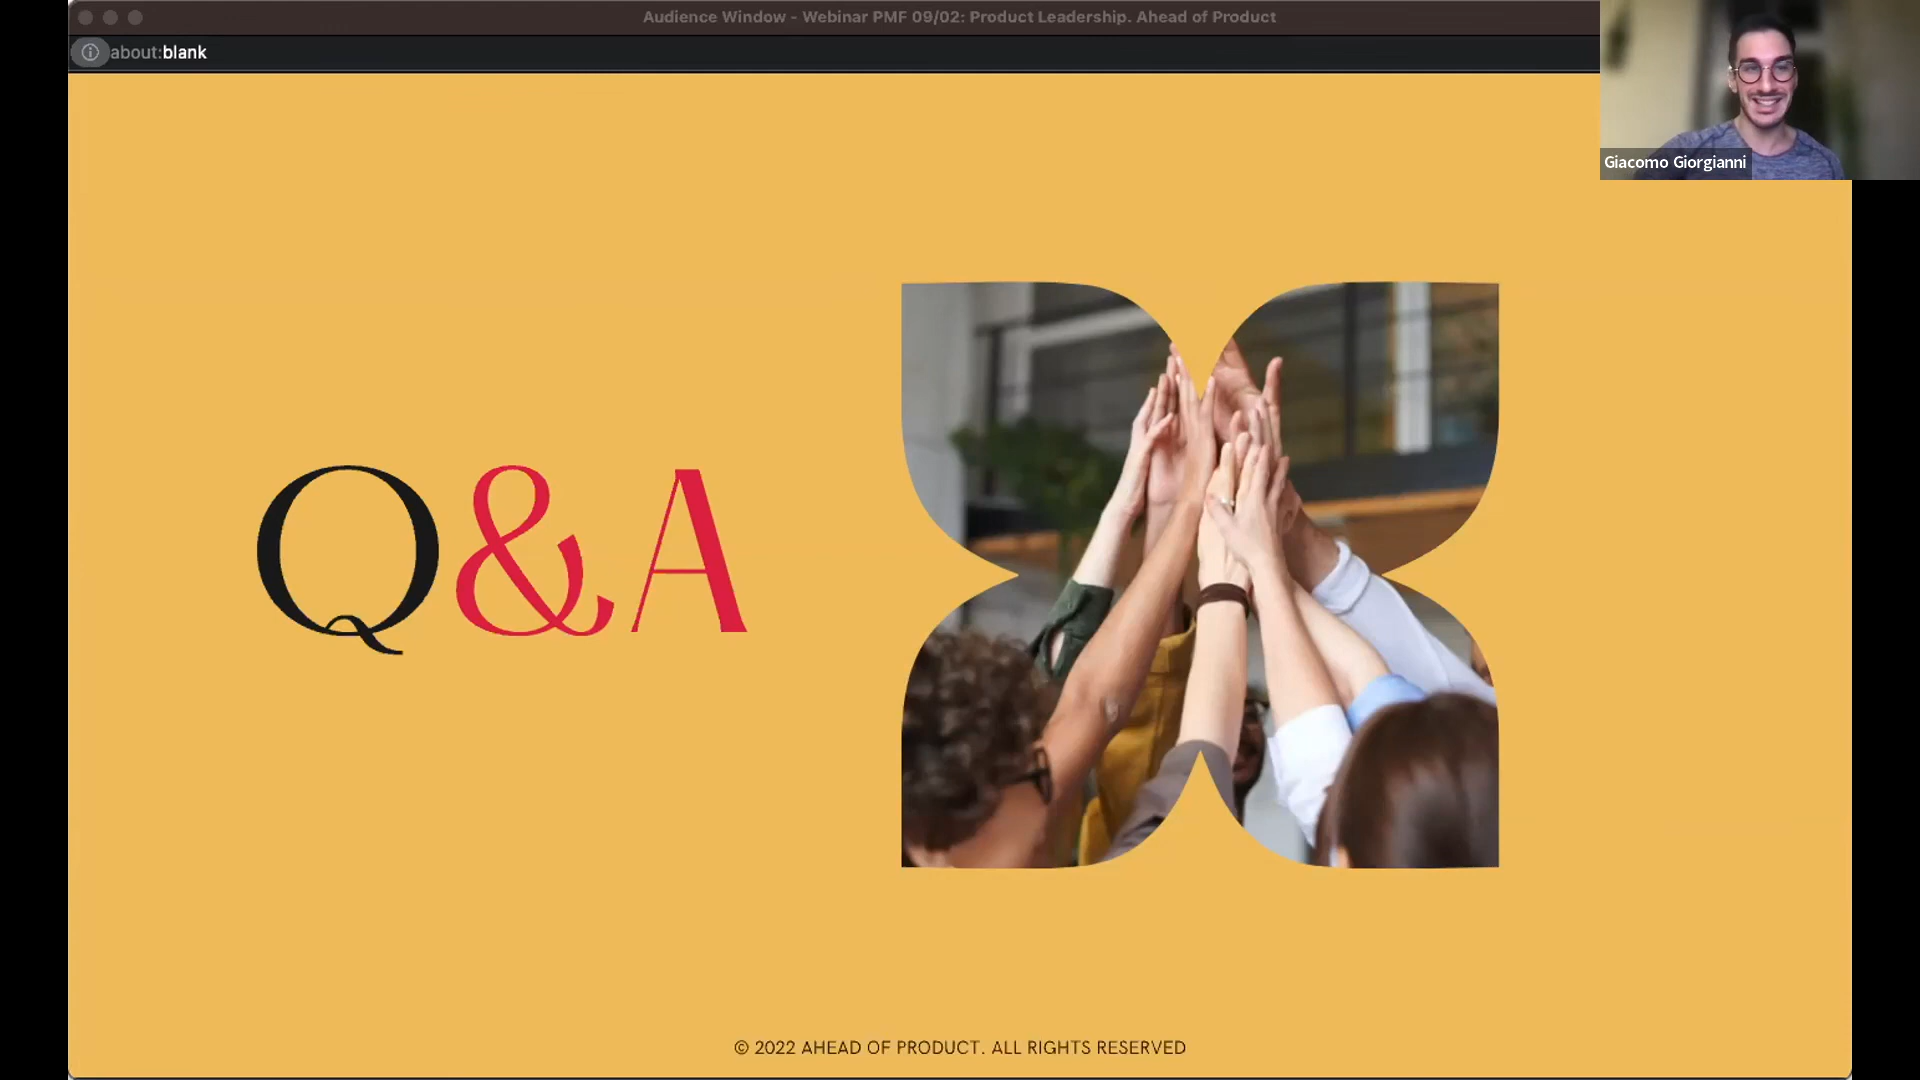 Audience Window - Webinar PMF 09/02: Product Leadership. Ahead of Product
about:blank
Giacomo Giorgianni
Q&A
© 2022 AHEAD OF PRODUCT. ALL RIGHTS RESERVED